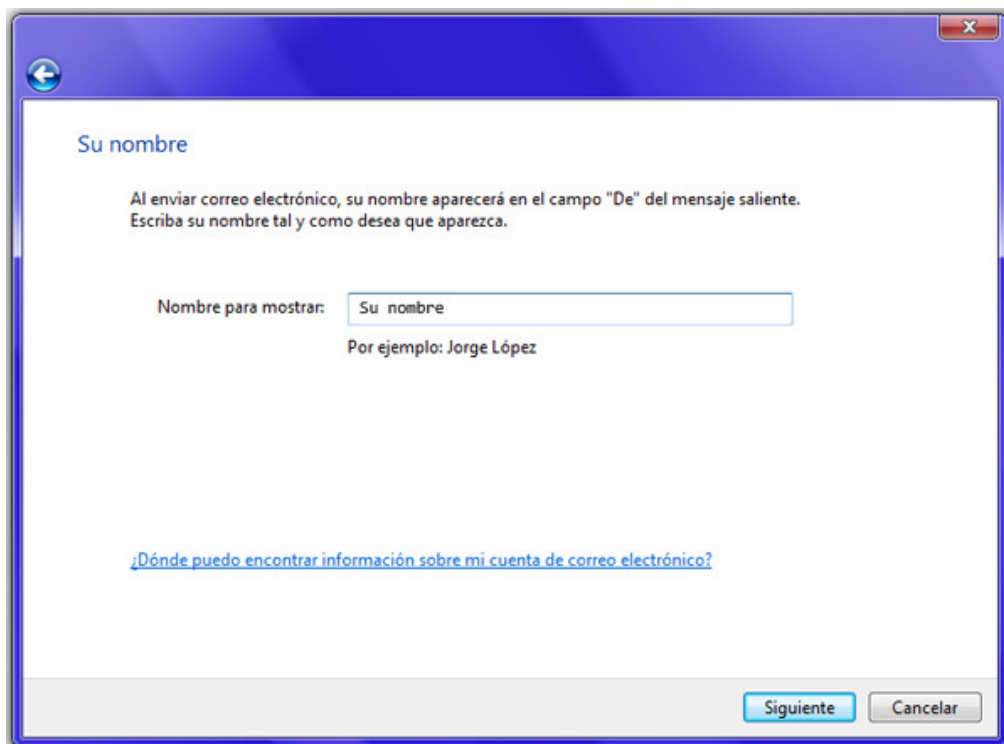 Su nombre
Al enviar correo electrónico, su nombre aparecerá en el campo "De" del mensaje saliente.
Escriba su nombre tal y como desea que aparezca.
Nombre para mostrar: Su nombre
Por ejemplo: Jorge López
¿Dónde puedo encontrar información sobre mi cuenta de correo electrónico?
Siguiente Cancelar